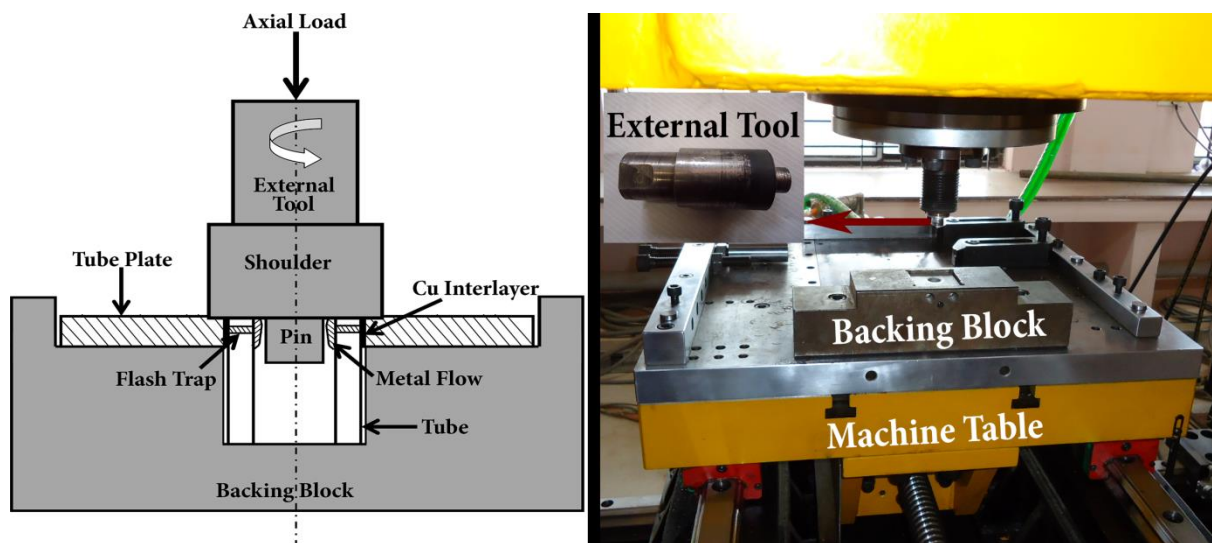 Axial Load
External
Tool
Shoulder
Tube Plate
Cu Interlayer
Pin
Flash Trap
Metal Flow
Tube
Backing Block
External Tool
Backing Block
Machine Table